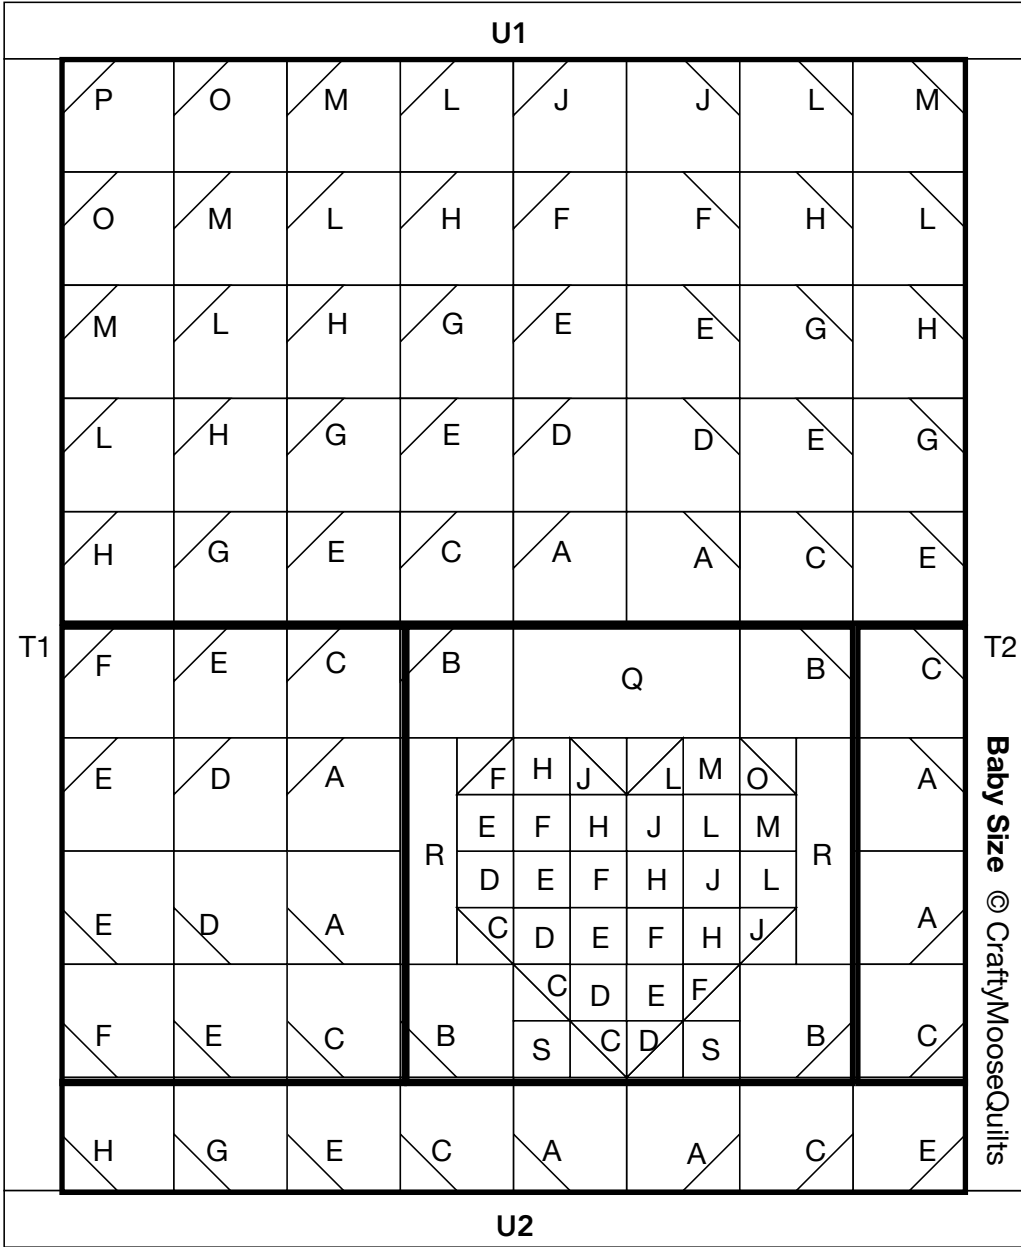 U1
P O M L J J L M
O M L H F F H L
M L H G E E G H
L H G E D D E G
H G E C A A C E
T1
T2
F E C B Q B C
E D A F H J L M O A
E F H J L M
R R
D E F H J L
E D A C D E F H J A
C D E F
F E C B S C D S B C
H G E C A A C E
Baby Size © CraftyMooseQuilts
U2